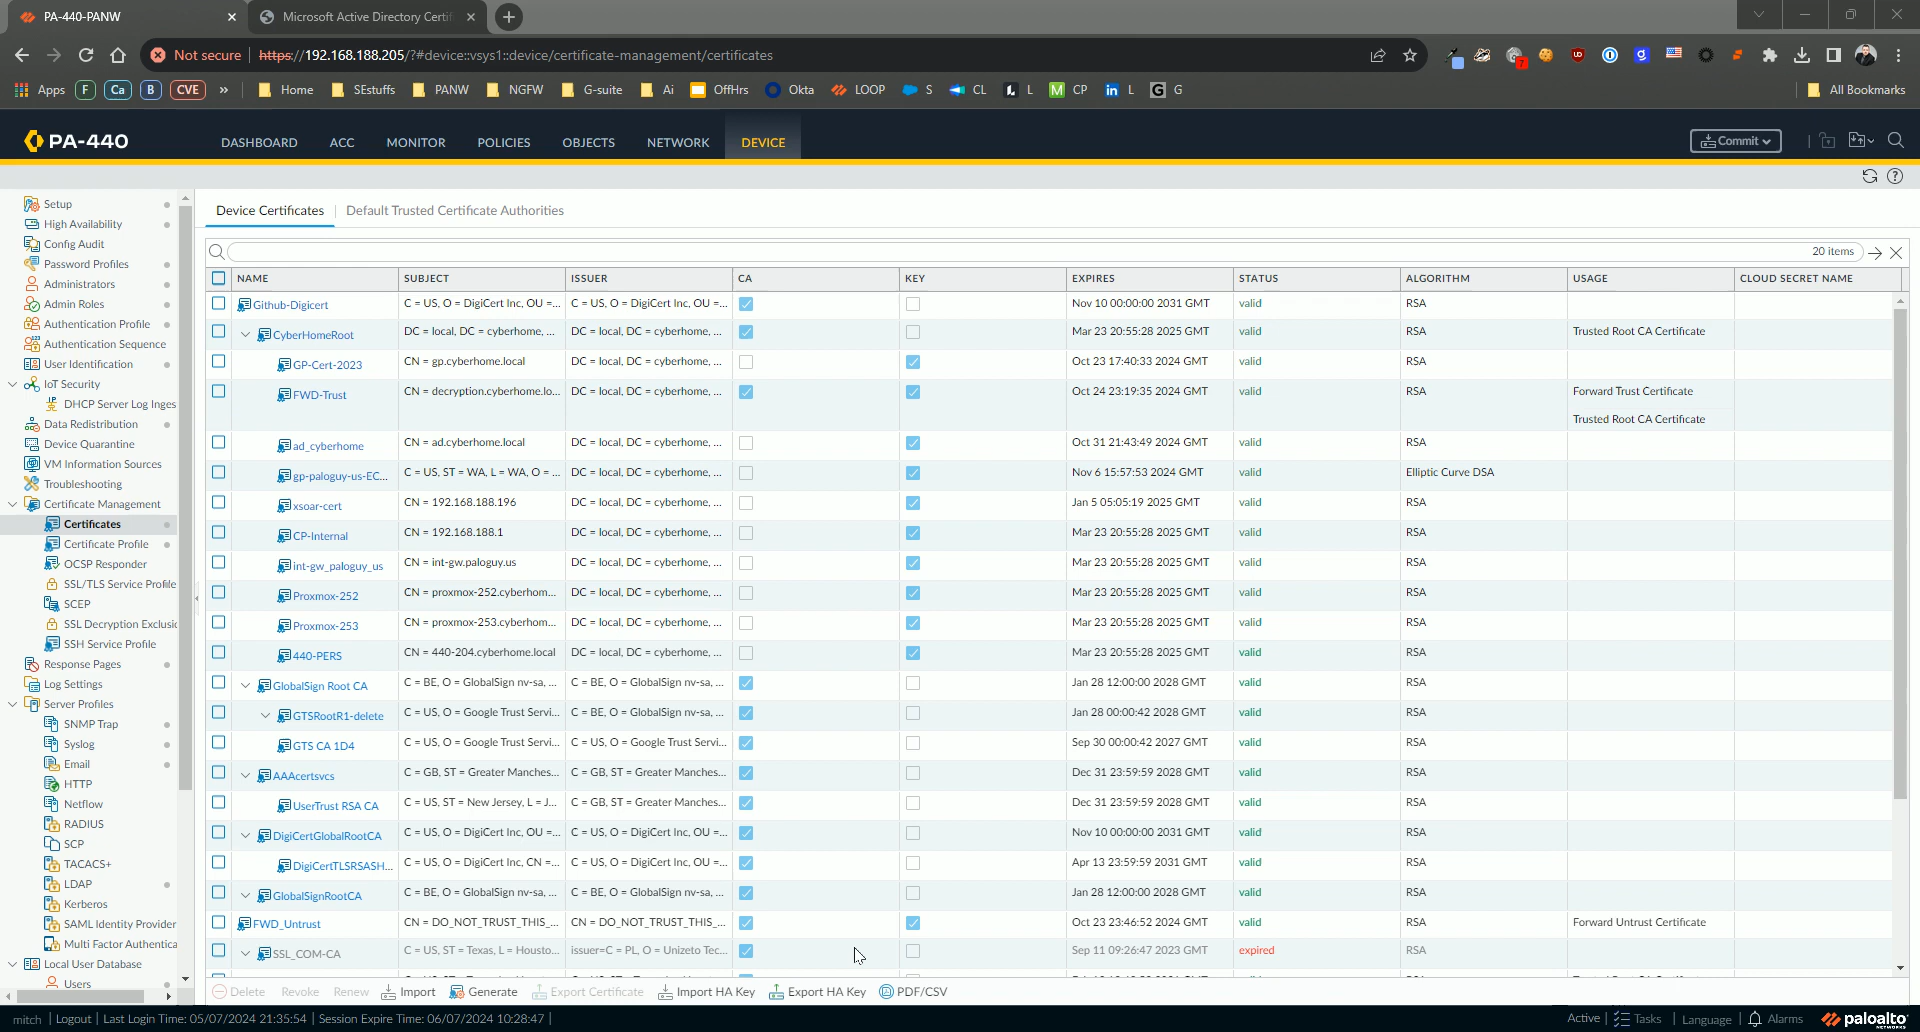 PA-440-PANW
Microsoft Active Directory Certif
Not secure
https://192.168.188.205/?#device::vsys1::device/certificate-management/certificates
7
Apps F Ca B CVE » Home SEstuffs PANW NGFW G-suite Ai OffHrs Okta LOOP S CL L M CP in L G G All Bookmarks
PA-440 DASHBOARD ACC MONITOR POLICIES OBJECTS NETWORK DEVICE Commit
Setup
High Availability
Config Audit
Password Profiles
Administrators
Admin Roles
Authentication Profile
Authentication Sequence
User Identification
IoT Security
DHCP Server Log Inges
Data Redistribution
Device Quarantine
VM Information Sources
Troubleshooting
Certificate Management
Certificates
Certificate Profile
OCSP Responder
SSL/TLS Service Profile
SCEP
SSL Decryption Exclusic
SSH Service Profile
Response Pages
Log Settings
Server Profiles
SNMP Trap
Syslog
Email
HTTP
Netflow
RADIUS
SCP
TACACS+
LDAP
Kerberos
SAML Identity Provider
Multi Factor Authentica
Local User Database
Users
Device Certificates Default Trusted Certificate Authorities
20 items
NAME SUBJECT ISSUER CA KEY EXPIRES STATUS ALGORITHM USAGE CLOUD SECRET NAME
Github-Digicert C = US, O = DigiCert Inc, OU =... C = US, O = DigiCert Inc, OU =... Nov 10 00:00:00 2031 GMT valid RSA
CyberHomeRoot DC = local, DC = cyberhome, ... DC = local, DC = cyberhome, ... Mar 23 20:55:28 2025 GMT valid RSA Trusted Root CA Certificate
GP-Cert-2023 CN = gp.cyberhome.local DC = local, DC = cyberhome, ... Oct 23 17:40:33 2024 GMT valid RSA
FWD-Trust CN = decryption.cyberhome.lo... DC = local, DC = cyberhome, ... Oct 24 23:19:35 2024 GMT valid RSA Forward Trust Certificate
Trusted Root CA Certificate
ad_cyberhome CN = ad.cyberhome.local DC = local, DC = cyberhome, ... Oct 31 21:43:49 2024 GMT valid RSA
gp-paloguy-us-EC... C = US, ST = WA, L = WA, O = ... DC = local, DC = cyberhome, ... Nov 6 15:57:53 2024 GMT valid Elliptic Curve DSA
xsoar-cert CN = 192.168.188.196 DC = local, DC = cyberhome, ... Jan 5 05:05:19 2025 GMT valid RSA
CP-Internal CN = 192.168.188.1 DC = local, DC = cyberhome, ... Mar 23 20:55:28 2025 GMT valid RSA
int-gw_paloguy_us CN = int-gw.paloguy.us DC = local, DC = cyberhome, ... Mar 23 20:55:28 2025 GMT valid RSA
Proxmox-252 CN = proxmox-252.cyberhom... DC = local, DC = cyberhome, ... Mar 23 20:55:28 2025 GMT valid RSA
Proxmox-253 CN = proxmox-253.cyberhom... DC = local, DC = cyberhome, ... Mar 23 20:55:28 2025 GMT valid RSA
440-PERS CN = 440-204.cyberhome.local DC = local, DC = cyberhome, ... Mar 23 20:55:28 2025 GMT valid RSA
GlobalSign Root CA C = BE, O = GlobalSign nv-sa, ... C = BE, O = GlobalSign nv-sa, ... Jan 28 12:00:00 2028 GMT valid RSA
GTSRootR1-delete C = US, O = Google Trust Servi... C = BE, O = GlobalSign nv-sa, ... Jan 28 00:00:42 2028 GMT valid RSA
GTS CA 1D4 C = US, O = Google Trust Servi... C = US, O = Google Trust Servi... Sep 30 00:00:42 2027 GMT valid RSA
AAAcertsvcs C = GB, ST = Greater Manches... C = GB, ST = Greater Manches... Dec 31 23:59:59 2028 GMT valid RSA
UserTrust RSA CA C = US, ST = New Jersey, L = J... C = GB, ST = Greater Manches... Dec 31 23:59:59 2028 GMT valid RSA
DigiCertGlobalRootCA C = US, O = DigiCert Inc, OU =... C = US, O = DigiCert Inc, OU =... Nov 10 00:00:00 2031 GMT valid RSA
DigiCertTLSRSASH... C = US, O = DigiCert Inc, CN =... C = US, O = DigiCert Inc, OU =... Apr 13 23:59:59 2031 GMT valid RSA
GlobalSignRootCA C = BE, O = GlobalSign nv-sa, ... C = BE, O = GlobalSign nv-sa, ... Jan 28 12:00:00 2028 GMT valid RSA
FWD_Untrust CN = DO_NOT_TRUST_THIS_... CN = DO_NOT_TRUST_THIS_... Oct 23 23:46:52 2024 GMT valid RSA Forward Untrust Certificate
SSL_COM-CA C = US, ST = Texas, L = Housto... issuer=C = PL, O = Unizeto Tec... Sep 11 09:26:47 2023 GMT expired RSA
Delete Revoke Renew Import Generate Export Certificate Import HA Key Export HA Key PDF/CSV
mitch | Logout | Last Login Time: 05/07/2024 21:35:54 | Session Expire Time: 06/07/2024 10:28:47 | Active | Tasks | Language | Alarms paloalto NETWORKS